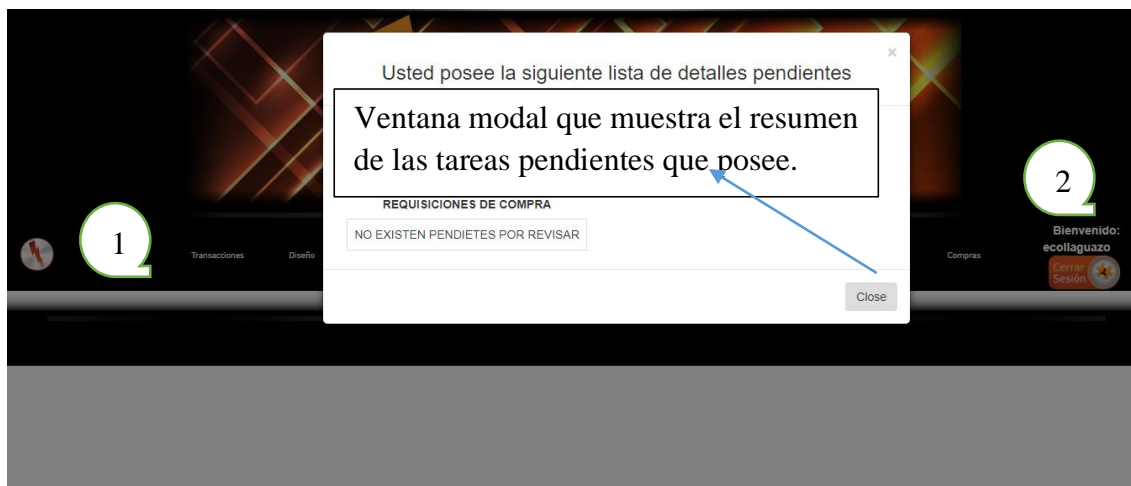 ×
Usted posee la siguiente lista de detalles pendientes
Ventana modal que muestra el resumen
de las tareas pendientes que posee.
REQUISICIONES DE COMPRA
NO EXISTEN PENDIETES POR REVISAR
Close
1
2
Transacciones
Diseño
Compras
Bienvenido:
ecollaguazo
Cerrar
Sesión